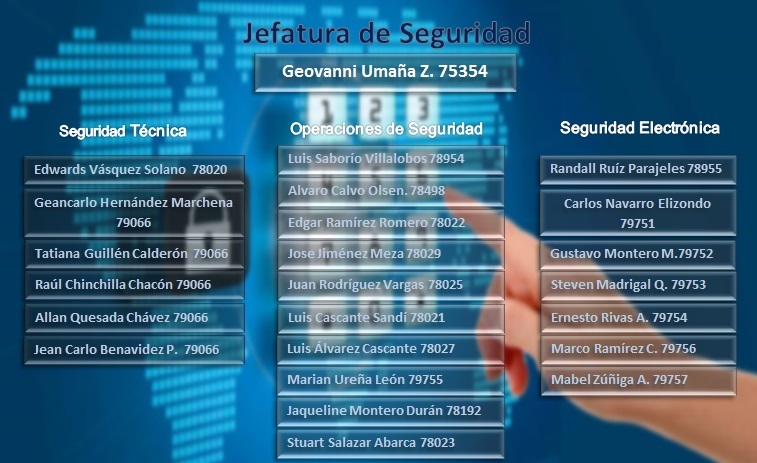 Jefatura de Seguridad
Geovanni Umaña Z. 75354
Seguridad Técnica
Edwards Vásquez Solano 78020
Geancarlo Hernández Marchena
79066
Tatiana Guillén Calderón 79066
Raúl Chinchilla Chacón 79066
Allan Quesada Chávez 79066
Jean Carlo Benavidez P. 79066
Operaciones de Seguridad
Luis Saborío Villalobos 78954
Alvaro Calvo Olsen. 78498
Edgar Ramírez Romero 78022
Jose Jiménez Meza 78029
Juan Rodríguez Vargas 78025
Luis Cascante Sandí 78021
Luis Álvarez Cascante 78027
Marian Ureña León 79755
Jaqueline Montero Durán 78192
Stuart Salazar Abarca 78023
Seguridad Electrónica
Randall Ruíz Parajeles 78955
Carlos Navarro Elizondo
79751
Gustavo Montero M.79752
Steven Madrigal Q. 79753
Ernesto Rivas A. 79754
Marco Ramírez C. 79756
Mabel Zúñiga A. 79757
1 2 3